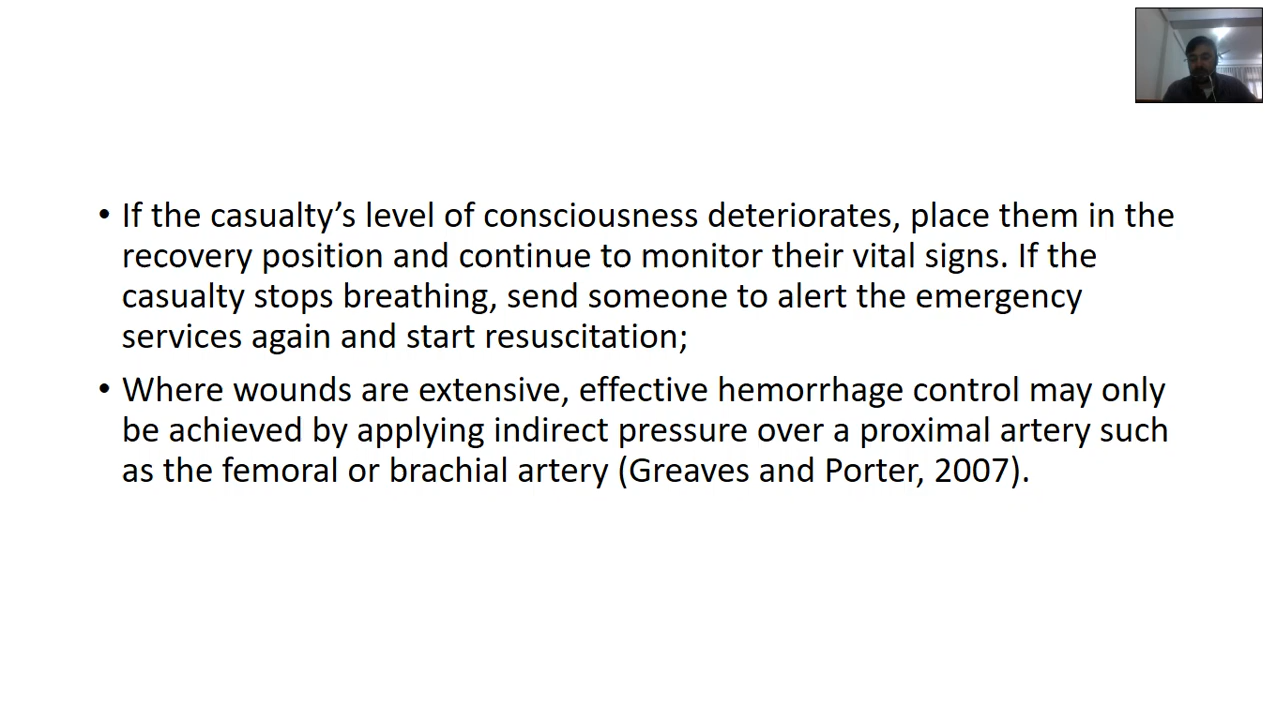 • If the casualty’s level of consciousness deteriorates, place them in the
recovery position and continue to monitor their vital signs. If the
casualty stops breathing, send someone to alert the emergency
services again and start resuscitation;
• Where wounds are extensive, effective hemorrhage control may only
be achieved by applying indirect pressure over a proximal artery such
as the femoral or brachial artery (Greaves and Porter, 2007).